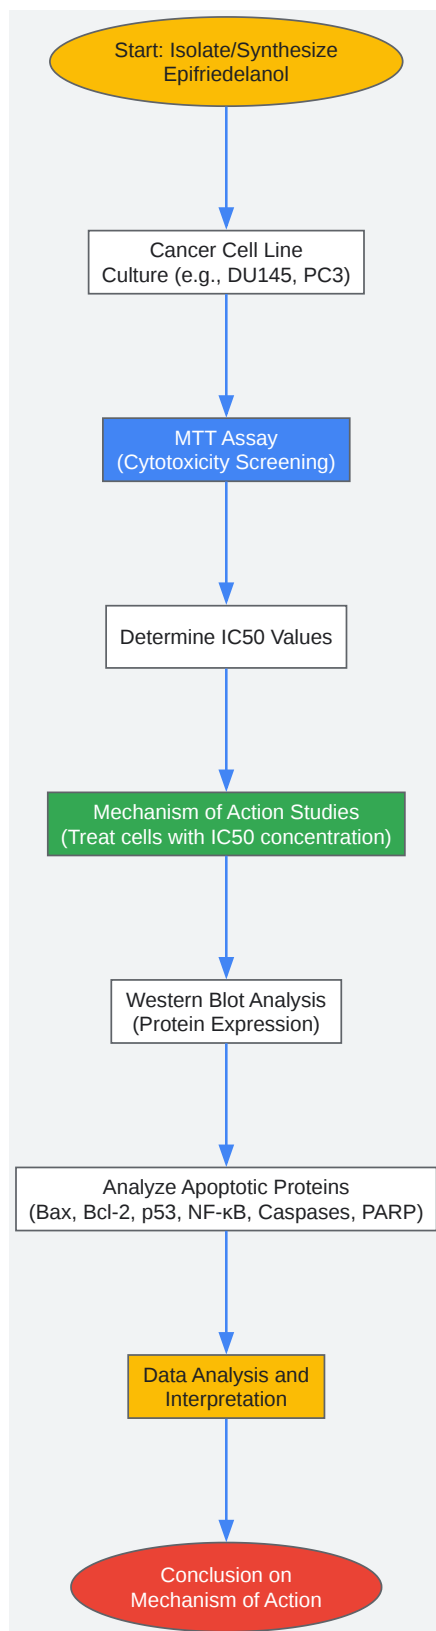 Start: Isolate/Synthesize
Epifriedelanol
Cancer Cell Line
Culture (e.g., DU145, PC3)
MTT Assay
(Cytotoxicity Screening)
Determine IC50 Values
Mechanism of Action Studies
(Treat cells with IC50 concentration)
Western Blot Analysis
(Protein Expression)
Analyze Apoptotic Proteins
(Bax, Bcl-2, p53, NF-κB, Caspases, PARP)
Data Analysis and
Interpretation
Conclusion on
Mechanism of Action